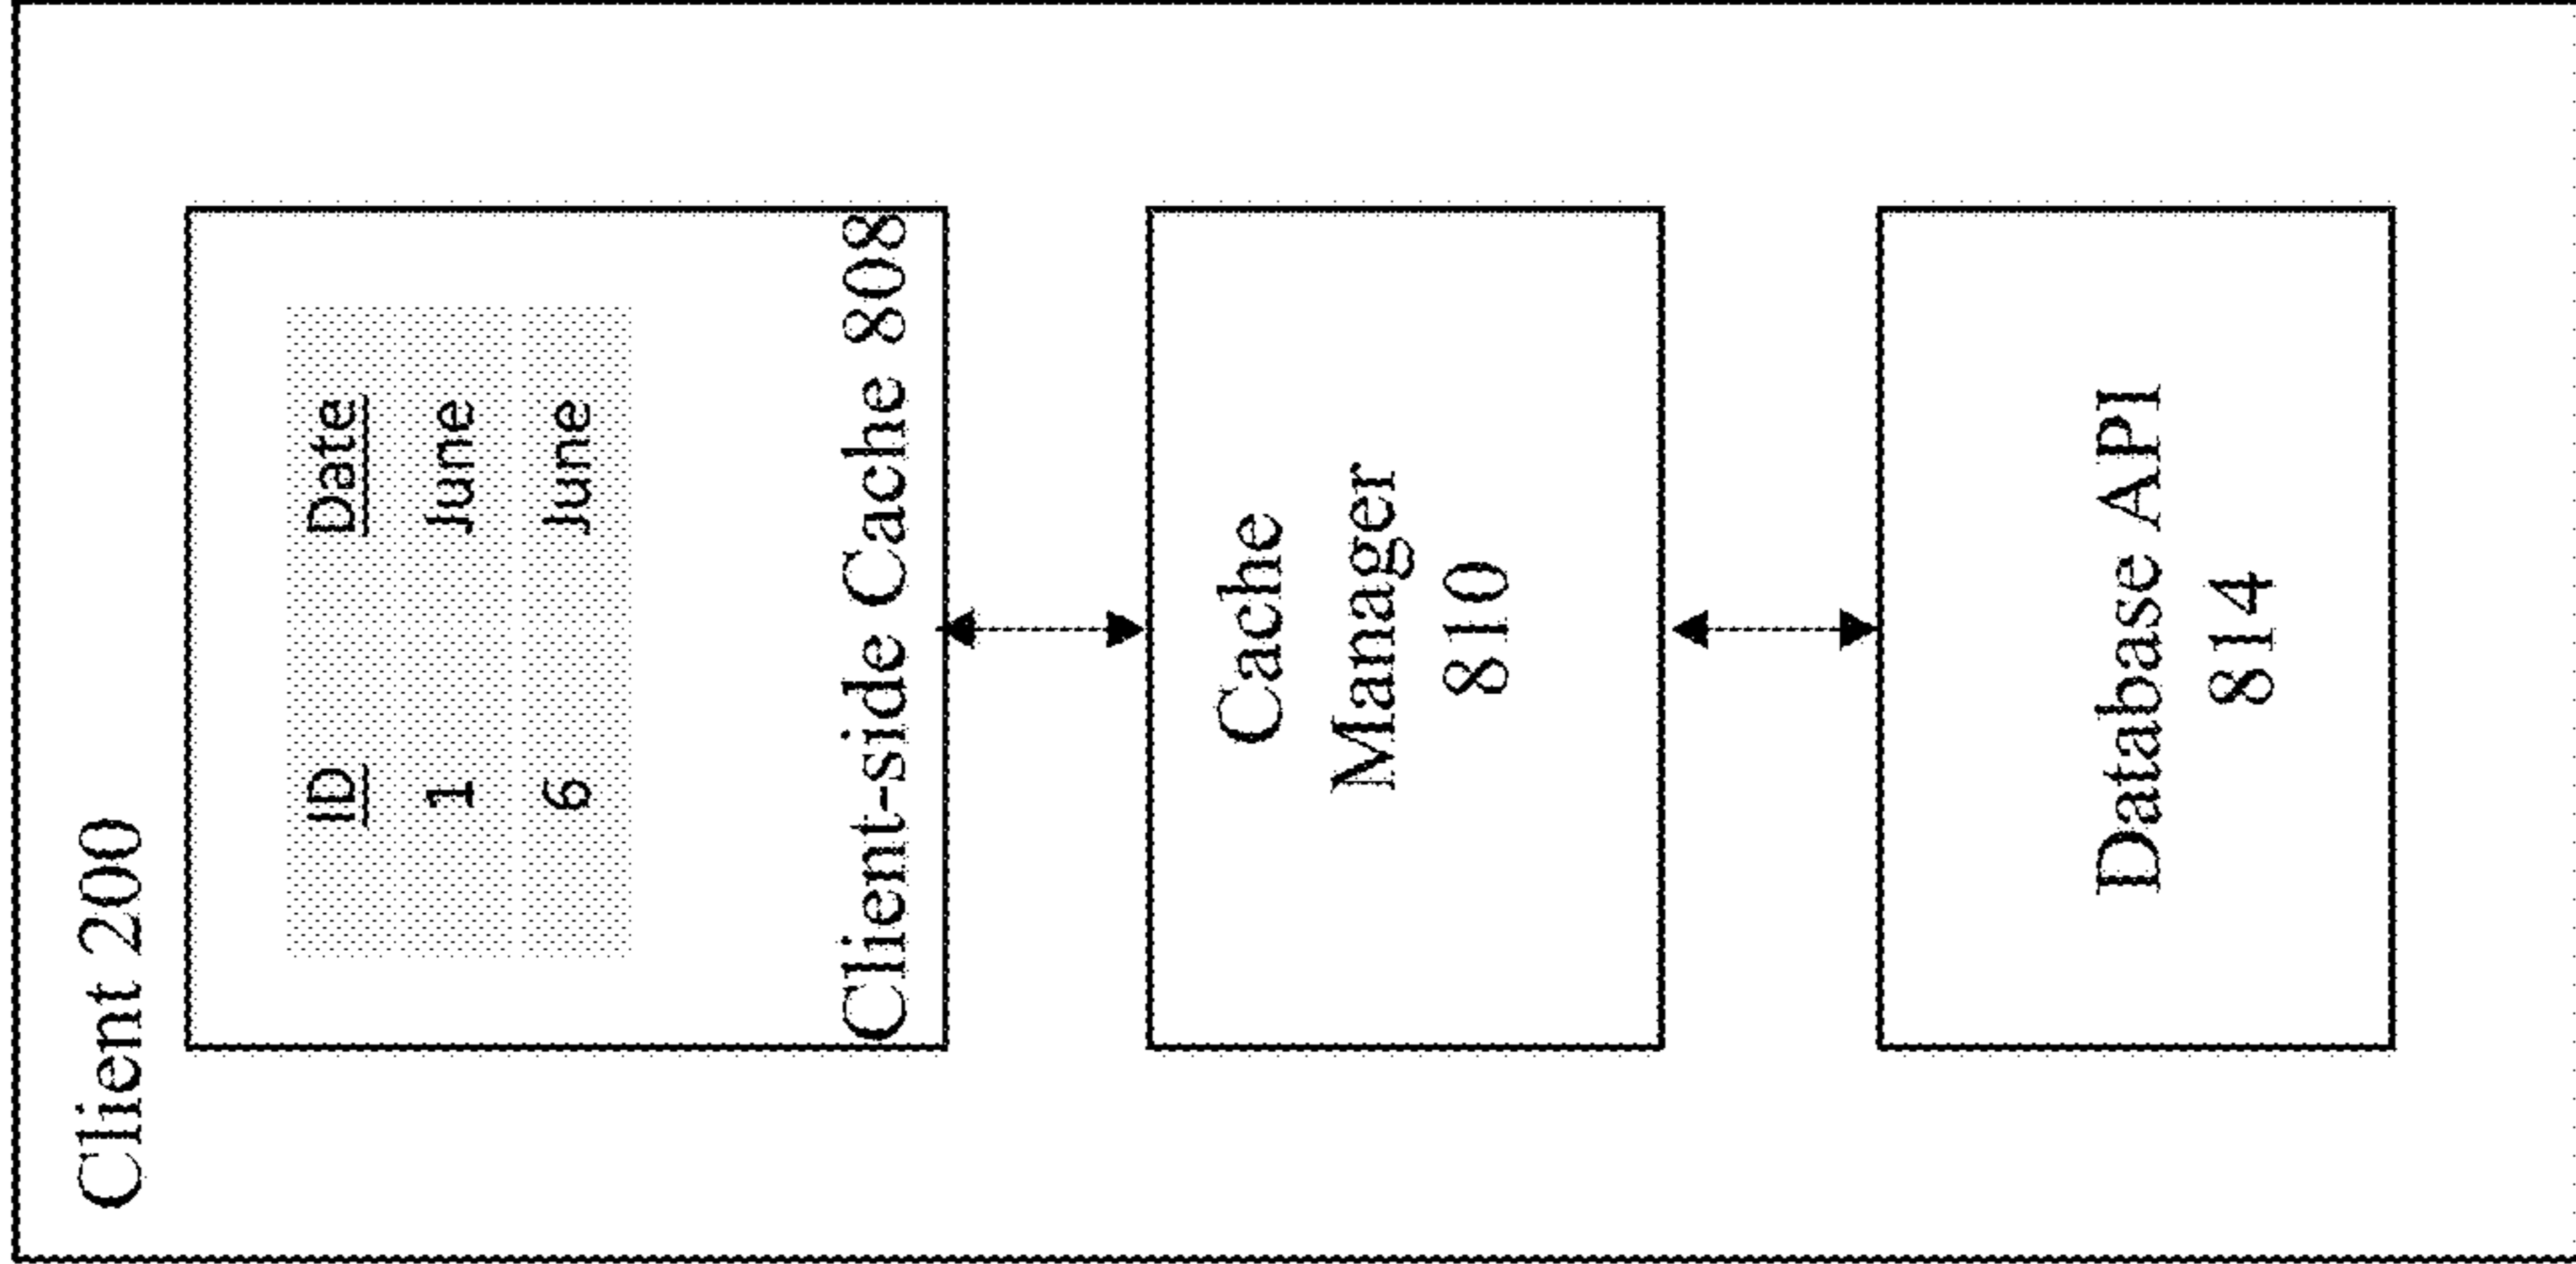 Client 200
ID Date
1 June
6 June
Client-side Cache 808
Cache
Manager
810
Database API
814